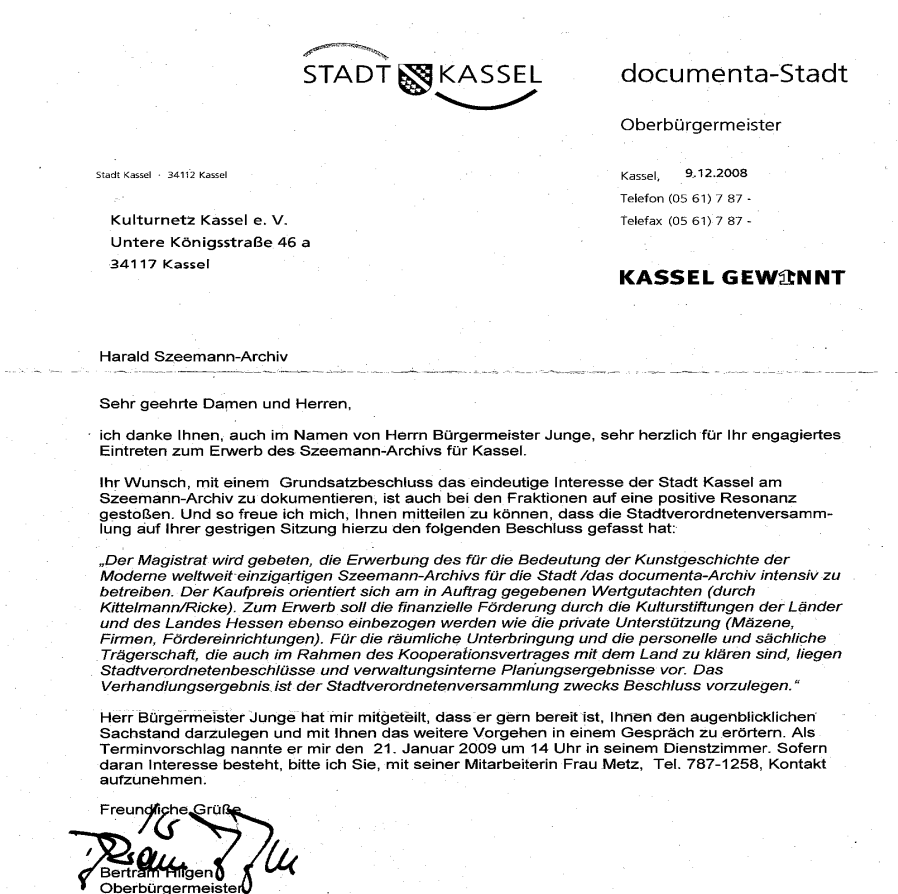 STADT KASSEL
documenta-Stadt
Oberbürgermeister
Stadt Kassel · 34112 Kassel
Kassel, 9.12.2008
Telefon (05 61) 7 87 -
Telefax (05 61) 7 87 -
Kulturnetz Kassel e. V.
Untere Königsstraße 46 a
34117 Kassel
KASSEL GEWINNT
Harald Szeemann-Archiv
Sehr geehrte Damen und Herren,
ich danke Ihnen, auch im Namen von Herrn Bürgermeister Junge, sehr herzlich für Ihr engagiertes
Eintreten zum Erwerb des Szeemann-Archivs für Kassel.
Ihr Wunsch, mit einem Grundsatzbeschluss das eindeutige Interesse der Stadt Kassel am
Szeemann-Archiv zu dokumentieren, ist auch bei den Fraktionen auf eine positive Resonanz
gestoßen. Und so freue ich mich, Ihnen mitteilen zu können, dass die Stadtverordnetenversamm-
lung auf Ihrer gestrigen Sitzung hierzu den folgenden Beschluss gefasst hat:
„Der Magistrat wird gebeten, die Erwerbung des für die Bedeutung der Kunstgeschichte der
Moderne weltweit einzigartigen Szeemann-Archivs für die Stadt /das documenta-Archiv intensiv zu
betreiben. Der Kaufpreis orientiert sich am in Auftrag gegebenen Wertgutachten (durch
Kittelmann/Ricke). Zum Erwerb soll die finanzielle Förderung durch die Kulturstiftungen der Länder
und des Landes Hessen ebenso einbezogen werden wie die private Unterstützung (Mäzene,
Firmen, Fördereinrichtungen). Für die räumliche Unterbringung und die personelle und sächliche
Trägerschaft, die auch im Rahmen des Kooperationsvertrages mit dem Land zu klären sind, liegen
Stadtverordnetenbeschlüsse und verwaltungsinterne Planungsergebnisse vor. Das
Verhandlungsergebnis ist der Stadtverordnetenversammlung zwecks Beschluss vorzulegen."
Herr Bürgermeister Junge hat mir mitgeteilt, dass er gern bereit ist, Ihnen den augenblicklichen
Sachstand darzulegen und mit Ihnen das weitere Vorgehen in einem Gespräch zu erörtern. Als
Terminvorschlag nannte er mir den 21. Januar 2009 um 14 Uhr in seinem Dienstzimmer. Sofern
daran Interesse besteht, bitte ich Sie, mit seiner Mitarbeiterin Frau Metz, Tel. 787-1258, Kontakt
aufzunehmen.
Freundliche Grüße
Bertram Hilgen
Oberbürgermeister